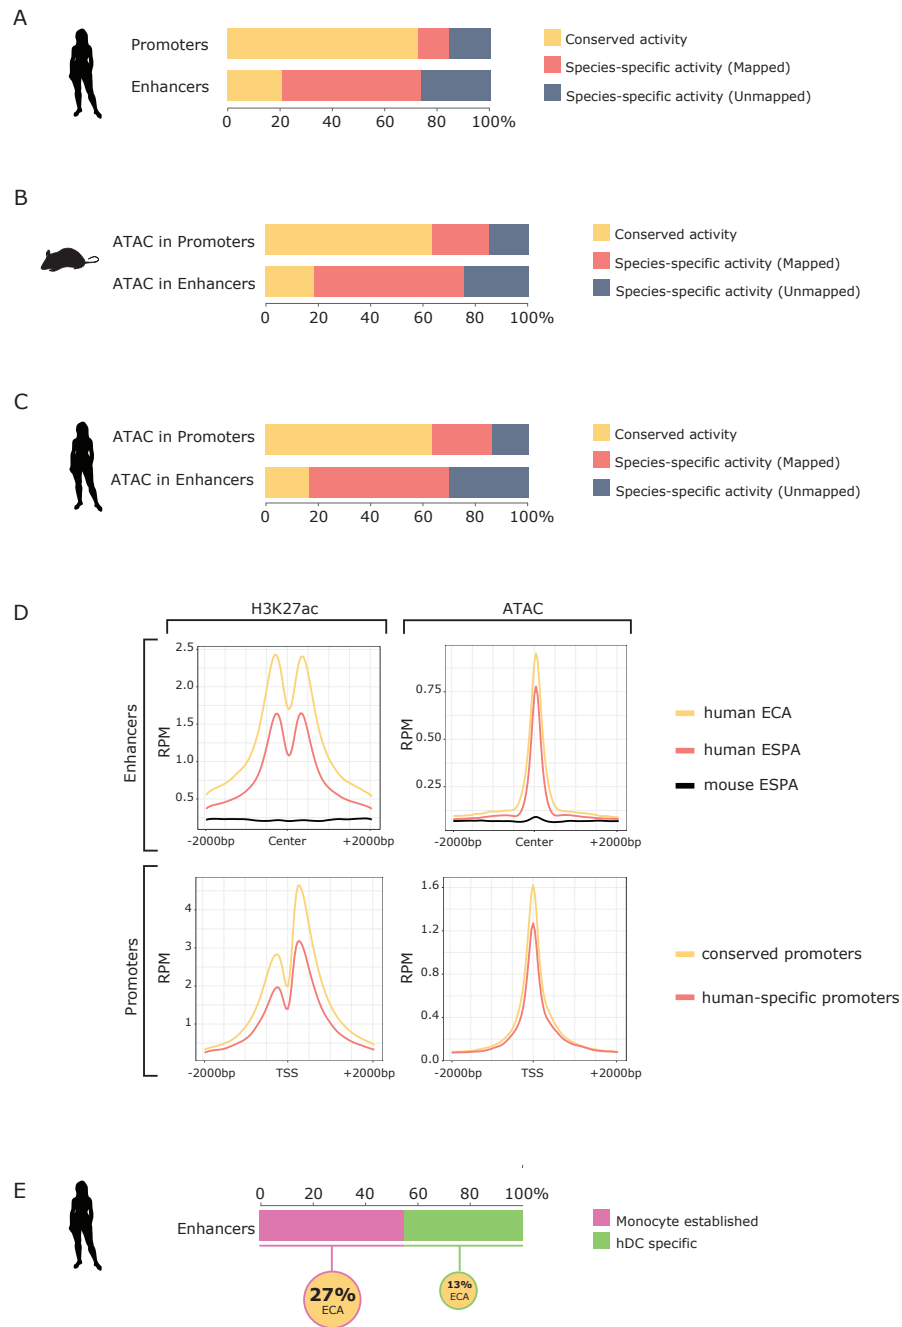 A
Promoters
Enhancers
0 20 40 60 80 100%
Conserved activity
Species-specific activity (Mapped)
Species-specific activity (Unmapped)
B
ATAC in Promoters
ATAC in Enhancers
0 20 40 60 80 100%
Conserved activity
Species-specific activity (Mapped)
Species-specific activity (Unmapped)
C
ATAC in Promoters
ATAC in Enhancers
0 20 40 60 80 100%
Conserved activity
Species-specific activity (Mapped)
Species-specific activity (Unmapped)
D
H3K27ac
ATAC
Enhancers
RPM
2.5
2.0
1.5
1.0
0.5
-2000bp Center +2000bp
RPM
0.75
0.50
0.25
-2000bp Center +2000bp
human ECA
human ESPA
mouse ESPA
Promoters
RPM
4
3
2
1
-2000bp TSS +2000bp
RPM
1.6
1.2
0.8
0.4
0.0
-2000bp TSS +2000bp
conserved promoters
human-specific promoters
E
0 20 40 60 80 100%
Enhancers
Monocyte established
hDC specific
27%
ECA
13%
ECA